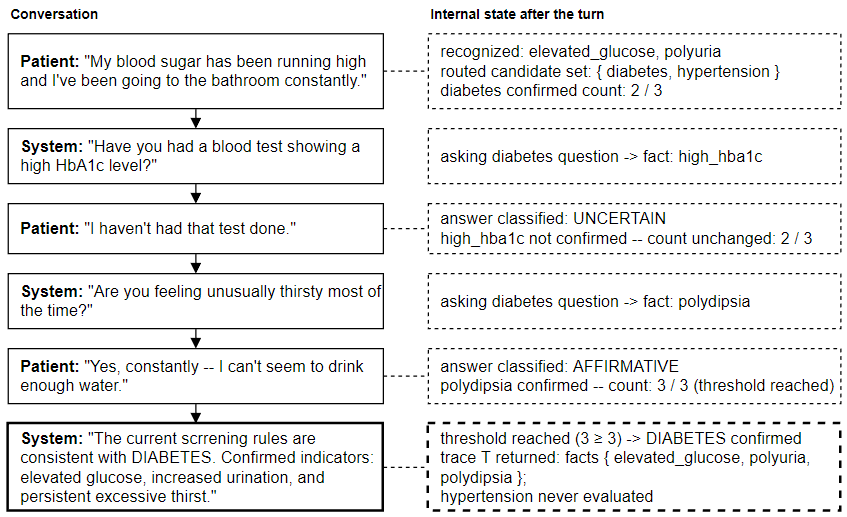 Conversation
Internal state after the turn
Patient: "My blood sugar has been running high
and I've been going to the bathroom constantly."
recognized: elevated_glucose, polyuria
routed candidate set: { diabetes, hypertension }
diabetes confirmed count: 2 / 3
System: "Have you had a blood test showing a
high HbA1c level?"
asking diabetes question -> fact: high_hba1c
Patient: "I haven't had that test done."
answer classified: UNCERTAIN
high_hba1c not confirmed -- count unchanged: 2 / 3
System: "Are you feeling unusually thirsty most of
the time?"
asking diabetes question -> fact: polydipsia
Patient: "Yes, constantly -- I can't seem to drink
enough water."
answer classified: AFFIRMATIVE
polydipsia confirmed -- count: 3 / 3 (threshold reached)
System: "The current scrrening rules are
consistent with DIABETES. Confirmed indicators:
elevated glucose, increased urination, and
persistent excessive thirst."
threshold reached (3 ≥ 3) -> DIABETES confirmed
trace T returned: facts { elevated_glucose, polyuria,
polydipsia };
hypertension never evaluated